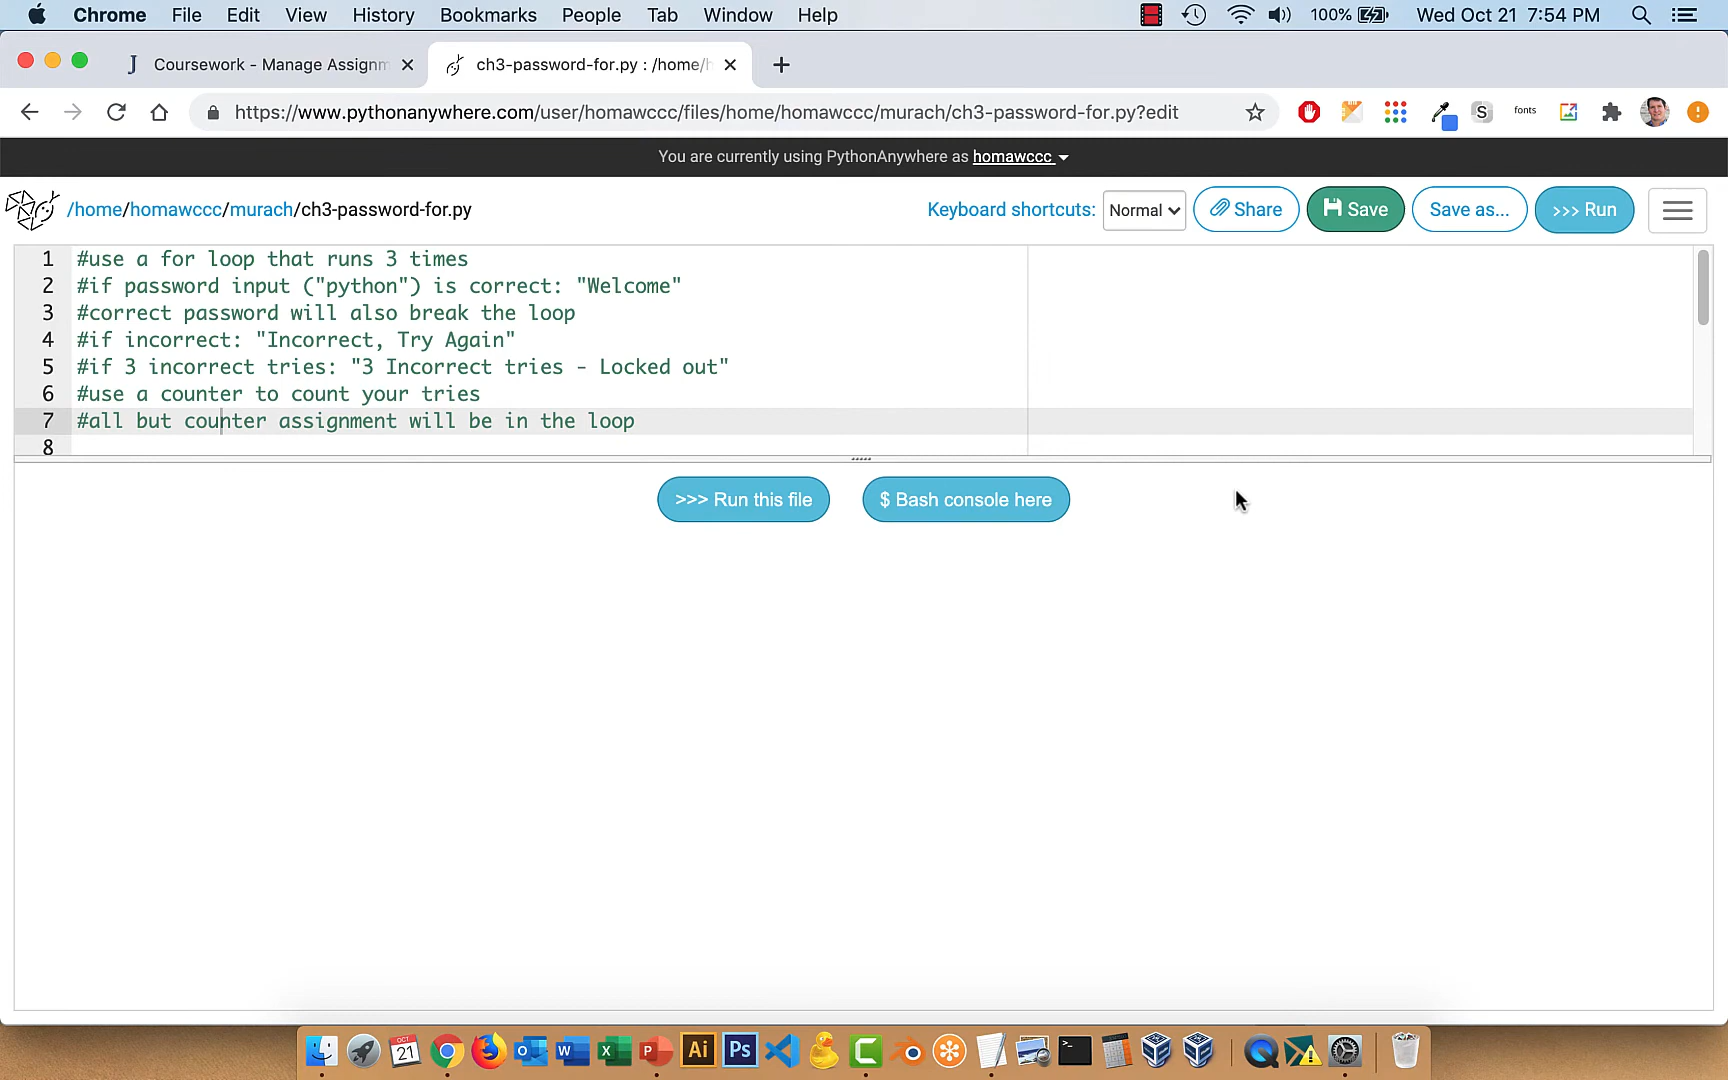 Chrome File Edit View History Bookmarks People Tab Window Help 100% Wed Oct 21 7:54 PM
J Coursework - Manage Assignm ch3-password-for.py : /home/h
https://www.pythonanywhere.com/user/homawccc/files/home/homawccc/murach/ch3-password-for.py?edit S fonts
You are currently using PythonAnywhere as homawccc
/home/homawccc/murach/ch3-password-for.py Keyboard shortcuts: Normal Share Save Save as... >>> Run
1 #use a for loop that runs 3 times
2 #if password input ("python") is correct: "Welcome"
3 #correct password will also break the loop
4 #if incorrect: "Incorrect, Try Again"
5 #if 3 incorrect tries: "3 Incorrect tries - Locked out"
6 #use a counter to count your tries
7 #all but counter assignment will be in the loop
8
>>> Run this file $ Bash console here
OCT 21 Ai Ps